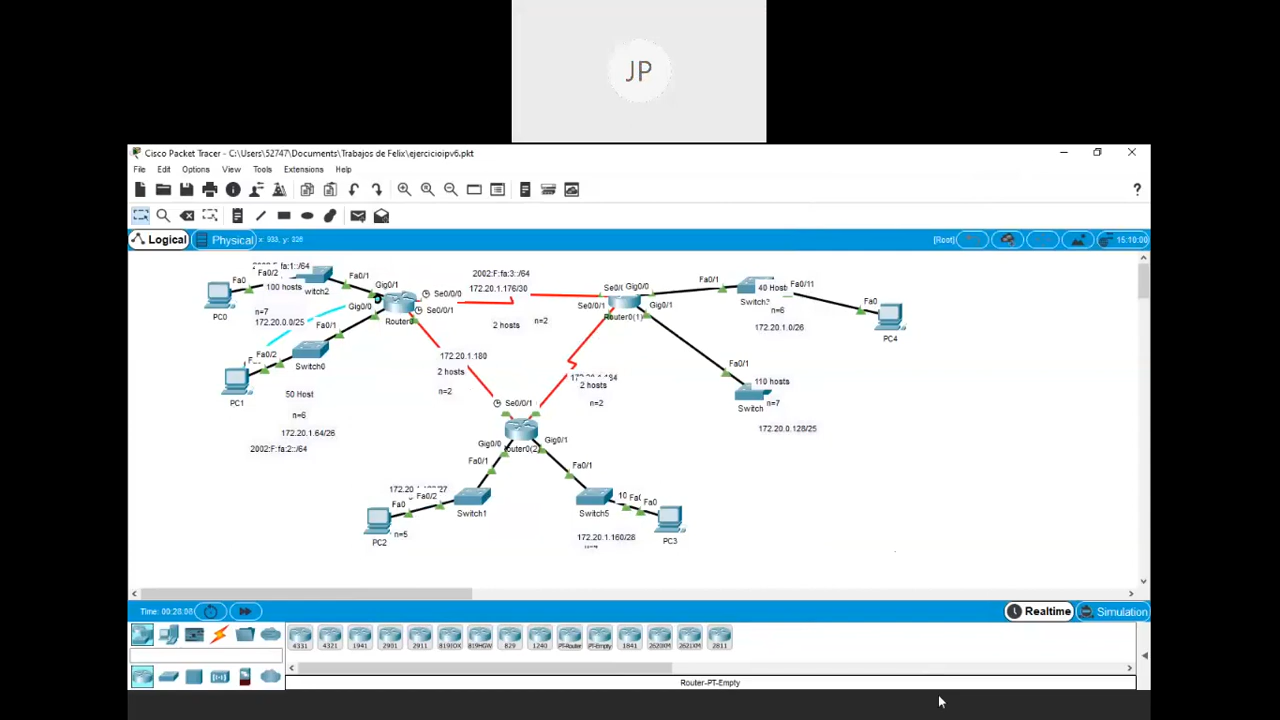 JP
Cisco Packet Tracer - C:\Users\52747\Documents\Trabajos de Felix\ejercicioipv6.pkt
File Edit Options View Tools Extensions Help
?
Logical Physical x: 933, y: 326 [Root] 15:10:00
2002:F:fa:3::/64
172.20.1.176/30
2 hosts n=2
Fa0 Fa0/2 Fa0/1 Gig0/1
PC0 100 hosts Gig0/0 Se0/0/0
n=7 Se0/0/1
172.20.0.0/25
Fa0/1
Fa0/2 Switch0
PC1 50 Host
n=6
172.20.1.64/26
2002:F:fa:2::/64
Gig0/0
Se0/0/1 Gig0/1
Router0(1)
Fa0/1 40 Host Fa0/11 Fa0
n=6
172.20.1.0/26 PC4
172.20.1.180
2 hosts
n=2
2 hosts
n=2
Fa0/1
110 hosts
Switch n=7
172.20.0.128/25
Se0/0/1
Gig0/0 Gig0/1
Fa0/1 Fa0/1
Fa0 Fa0/2 Switch1 Switch5 Fa0
PC2 n=5 172.20.1.160/28 PC3
Time: 00:28:08 Realtime Simulation
4331 4321 1941 2901 2911 819IOX 819HGW 829 1240 PT-Router PT-Empty 1841 2620XM 2621XM 2811
Router-PT-Empty